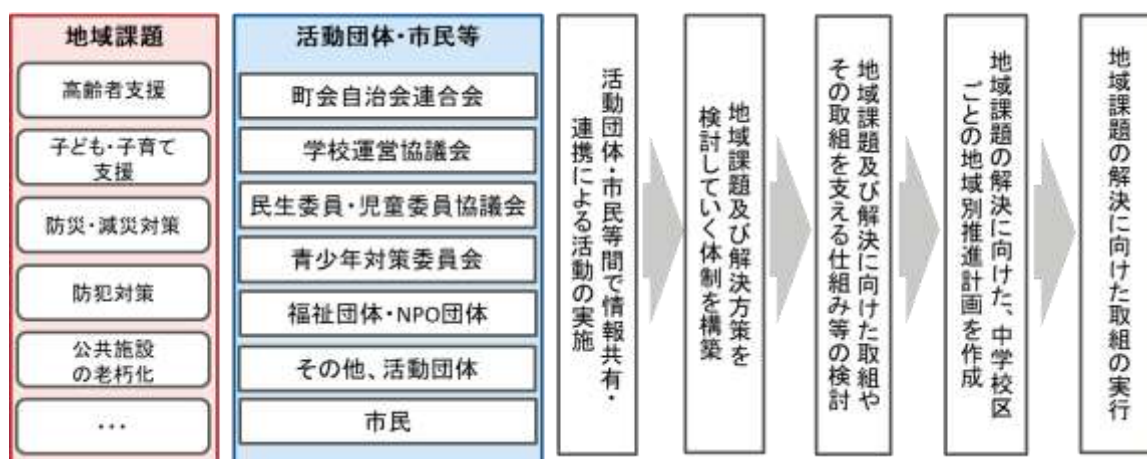 地域課題
高齢者支援
子ども・子育て
支援
防災・減災対策
防犯対策
公共施設
の老朽化
・・・
活動団体・市民等
町会自治会連合会
学校運営協議会
民生委員・児童委員協議会
青少年対策委員会
福祉団体・NPO団体
その他、活動団体
市民
活動団体・市民等間で情報共有・
連携による活動の実施
地域課題及び解決方策を
検討していく体制を構築
地域課題及び解決に向けた取組や
その取組を支える仕組み等の検討
地域課題の解決に向けた、中学校区
ごとの地域別推進計画を作成
地域課題の解決に向けた取組の実行